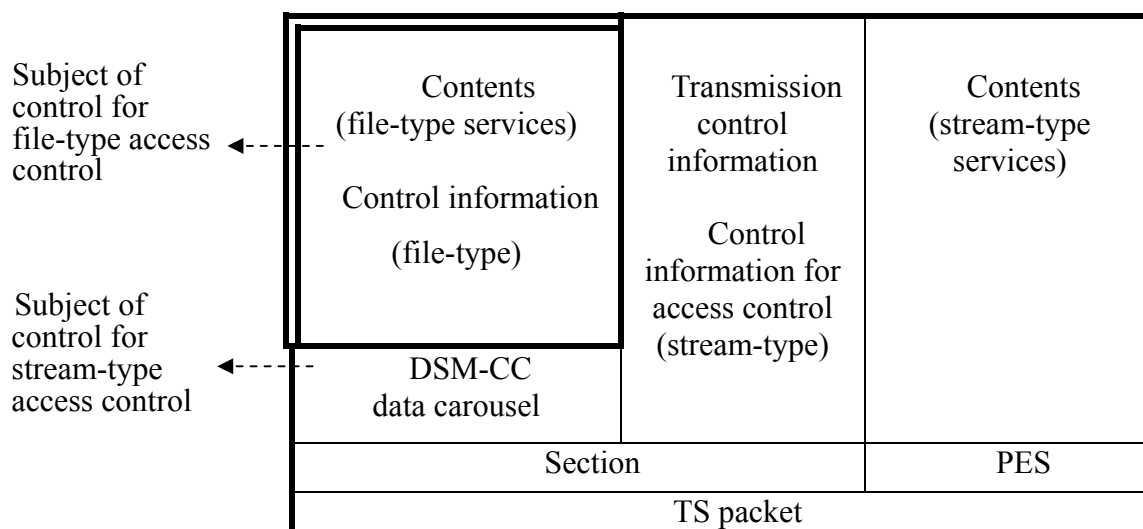 Subject of
control for
file-type access
control
Subject of
control for
stream-type
access control
Contents
(file-type services)
Control information
(file-type)
DSM-CC
data carousel
Transmission
control
information
Control
information for
access control
(stream-type)
Contents
(stream-type
services)
Section
PES
TS packet